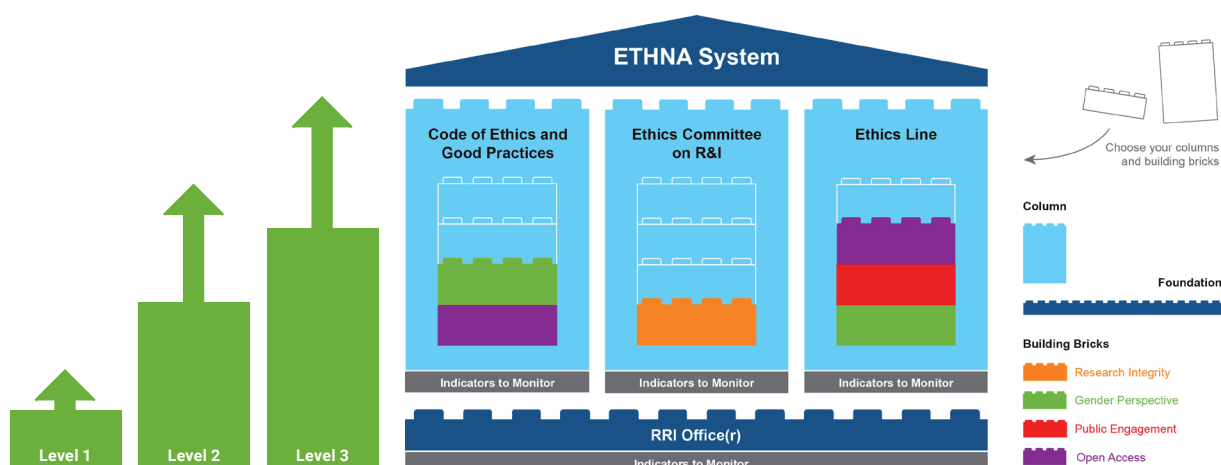 ETHNA System
Code of Ethics and
Good Practices
Ethics Committee
on R&I
Ethics Line
Indicators to Monitor
Indicators to Monitor
Indicators to Monitor
RRI Office(r)
Indicators to Monitor
Level 1
Level 2
Level 3
Choose your columns
and building bricks
Column
Foundation
Building Bricks
Research Integrity
Gender Perspective
Public Engagement
Open Access